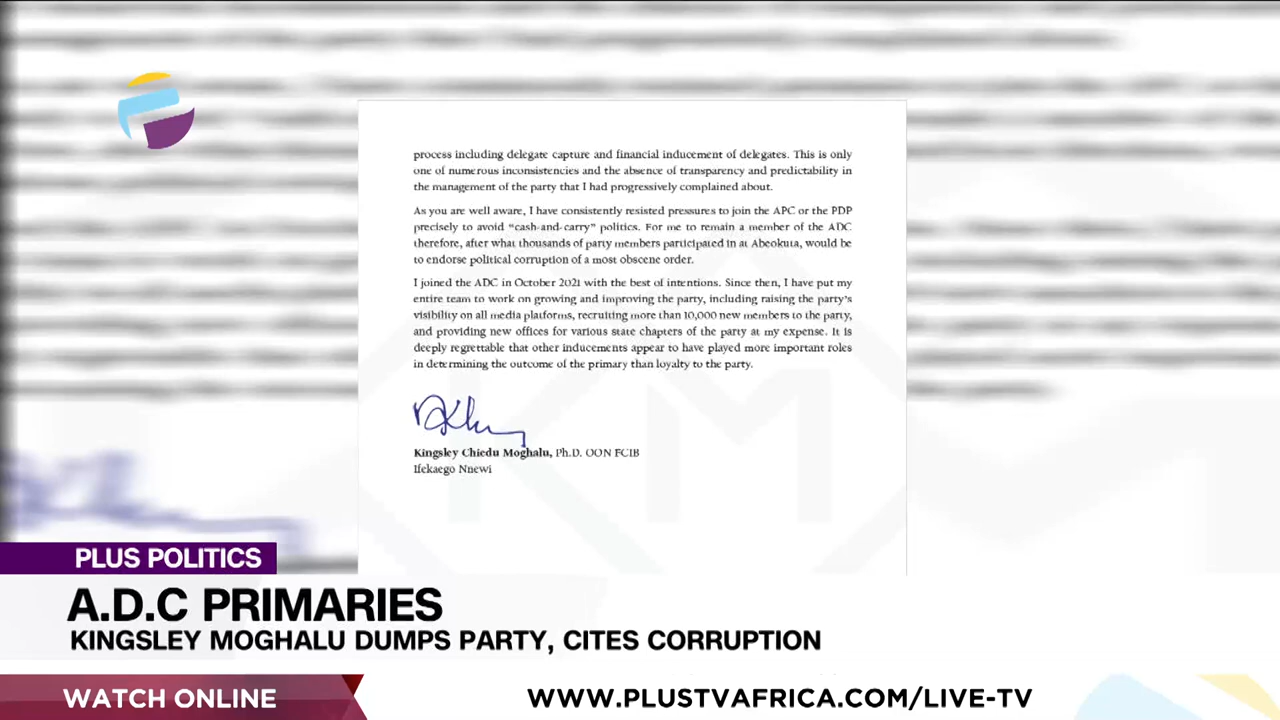 process including delegate capture and financial inducement of delegates. This is only
one of numerous inconsistencies and the absence of transparency and predictability in
the management of the party that I had progressively complained about.
As you are well aware, I have consistently resisted pressures to join the APC or the PDP
precisely to avoid “cash-and-carry” politics. For me to remain a member of the ADC
therefore, after what thousands of party members participated in at Abeokuta, would be
to endorse political corruption of a most obscene order.
I joined the ADC in October 2021 with the best of intentions. Since then, I have put my
entire team to work on growing and improving the party, including raising the party’s
visibility on all media platforms, recruiting more than 10,000 new members to the party,
and providing new offices for various state chapters of the party at my expense. It is
deeply regrettable that other inducements appear to have played more important roles
in determining the outcome of the primary than loyalty to the party.
Kingsley Chiedu Moghalu, Ph.D. OON FCIB
Ifekaego Nnewi
PLUS POLITICS
A.D.C PRIMARIES
KINGSLEY MOGHALU DUMPS PARTY, CITES CORRUPTION
WATCH ONLINE
WWW.PLUSTVAFRICA.COM/LIVE-TV